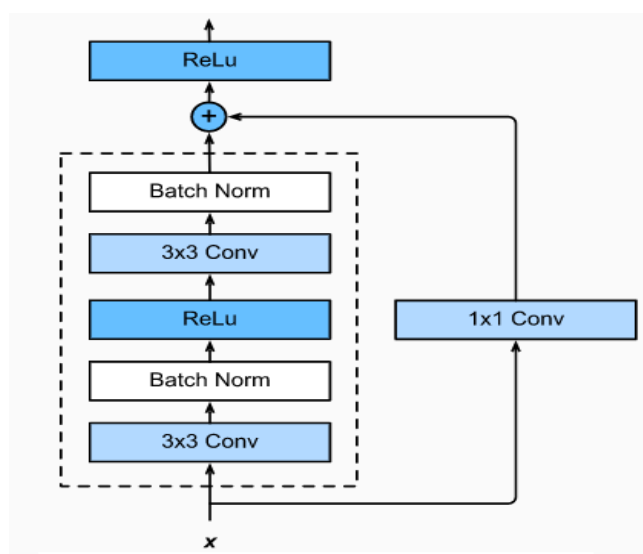 ReLu
+
Batch Norm
3x3 Conv
ReLu
1x1 Conv
Batch Norm
3x3 Conv
x